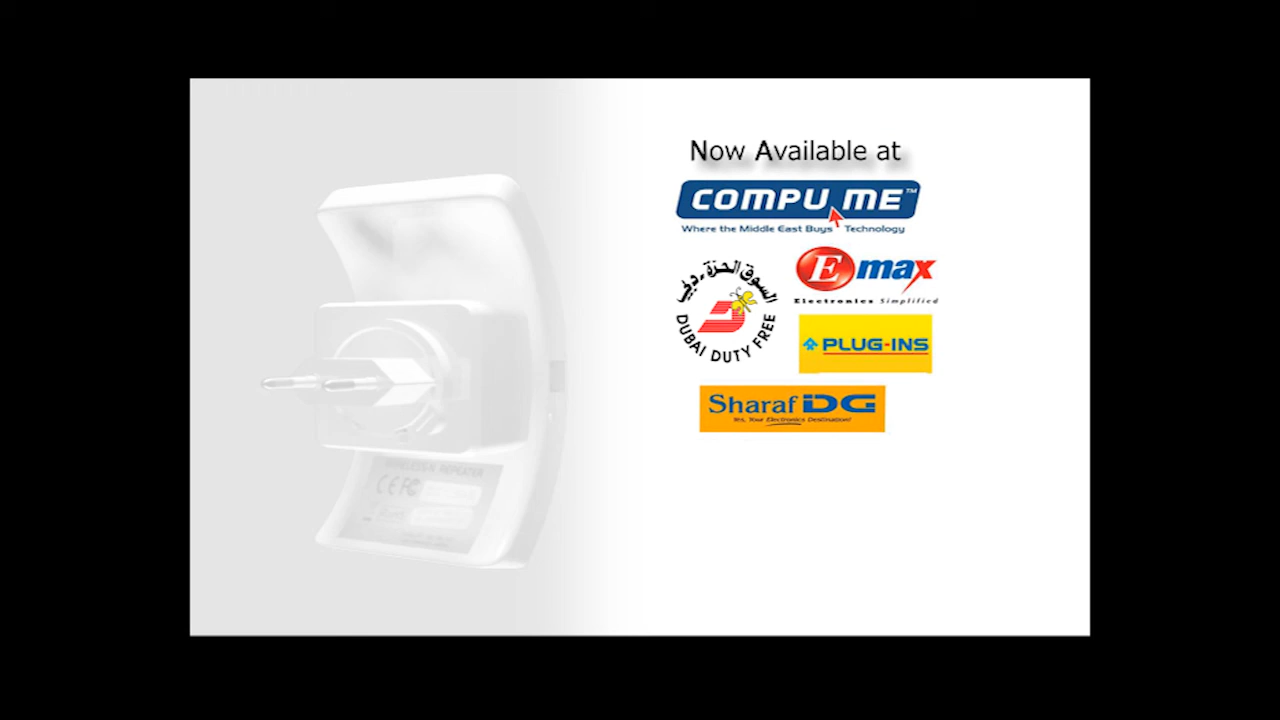 Now Available at
COMPU ME™
Where the Middle East Buys Technology
السوق الحرة دبي
DUBAI DUTY FREE
Emax
Electronics Simplified
PLUG-INS
Sharaf DG
Yes, Your Electronics Destination!
WIRELESS-N REPEATER
CE FC